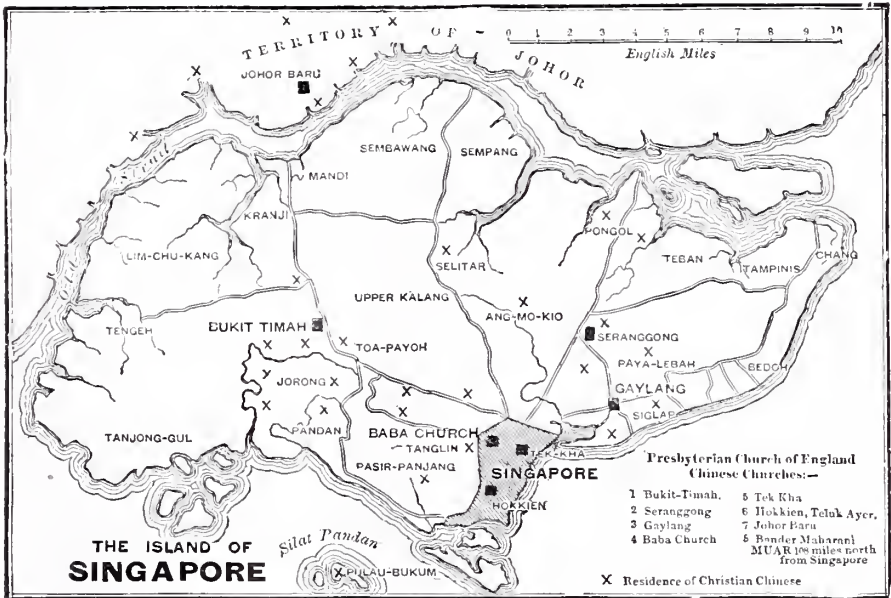 TERRITORY OF - JOHOR
0 1 2 3 4 5 6 7 8 9 10
English Miles
JOHOR BARU
Strait
SEMBAWANG
SEMPANG
MANDI
KRANJI
PONGOL
LIM-CHU-KANG
SELITAR
TEBAN
TAMPINIS
CHANG
UPPER KALANG
ANG-MO-KIO
TENGEH
BUKIT TIMAH
TOA-PAYOH
SERANGGONG
PAYA-LEBAH
BEDOH
JORONG
GAYLANG
SIGLAP
PANDAN
TANJONG-GUL
BABA CHURCH
TANGLIN
TEK-KHA
PASIR-PANJANG
SINGAPORE
HOKKIEN
Silat Pandan
PULAU-BUKUM
THE ISLAND OF
SINGAPORE
Presbyterian Church of England
Chinese Churches:—
1 Bukit-Timah.
2 Seranggong
3 Gaylang
4 Baba Church
5 Tek Kha
6 Hokkien, Teluk Ayer.
7 Johor Baru
8 Bander Maharani
MUAR 108 miles north
from Singapore
X Residence of Christian Chinese